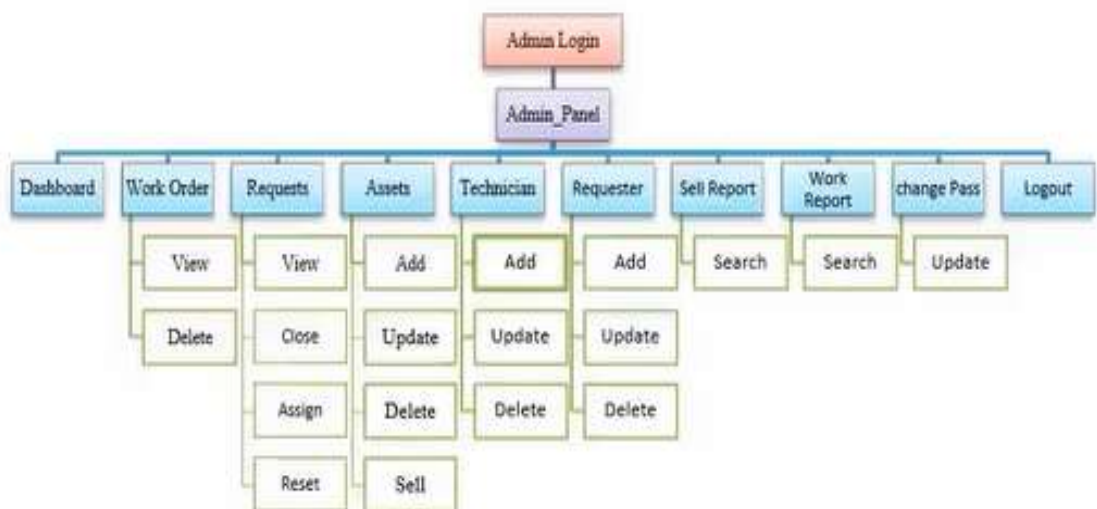 Admin Login
Admin_Panel
Dashboard
Work Order
Requests
Assets
Technician
Requester
Sell Report
Work
Report
change Pass
Logout
View
View
Add
Add
Add
Search
Search
Update
Delete
Close
Update
Update
Update
Assign
Delete
Delete
Delete
Reset
Sell